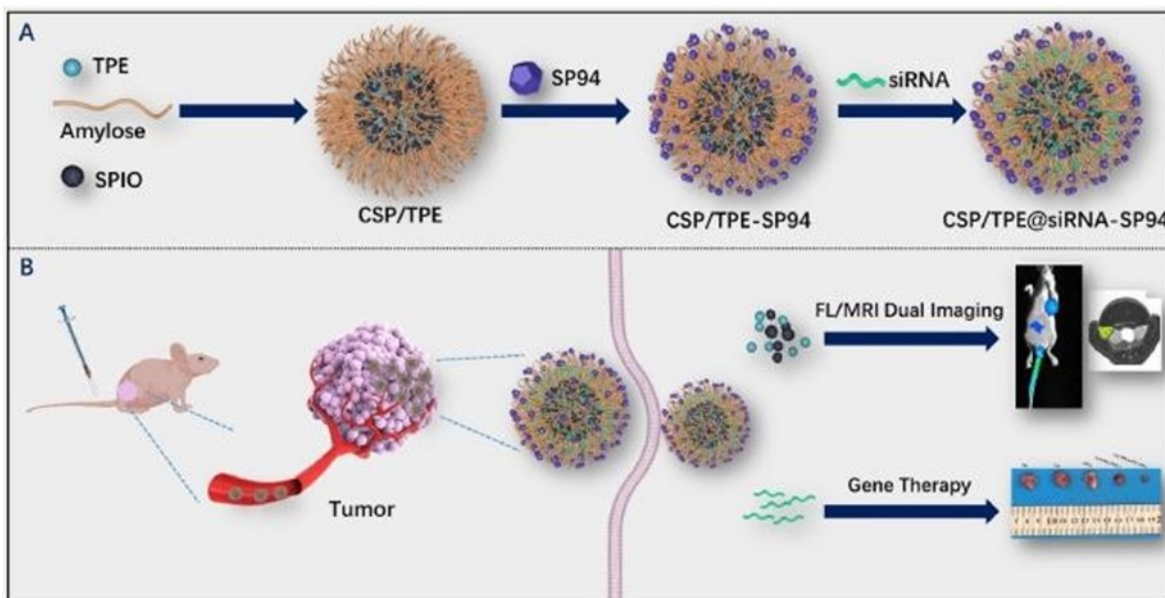 A
TPE
Amylose
SPIO
CSP/TPE
SP94
CSP/TPE-SP94
siRNA
CSP/TPE@siRNA-SP94
B
Tumor
FL/MRI Dual Imaging
Gene Therapy